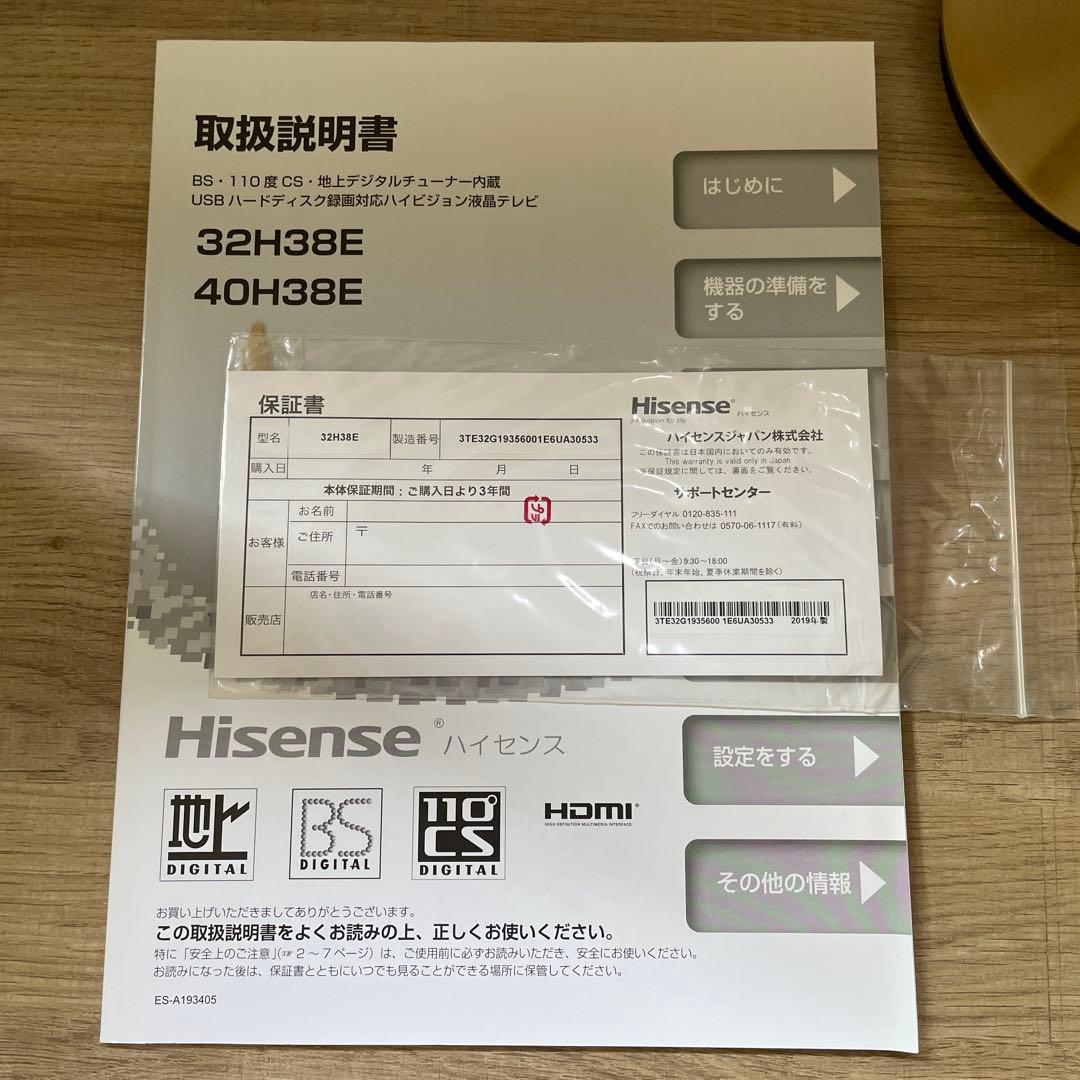 取扱説明書
BS・110度CS・地上デジタルチューナー内蔵
USBハードディスク録画対応ハイビジョン液晶テレビ
32H38E
40H38E
はじめに
機器の準備を
する
保証書
型名 32H38E 製造番号 3TE32G19356001E6UA30533
購入日 年 月 日
本体保証期間：ご購入日より3年間
お客様
お名前
ご住所 〒
電話番号
販売店
店名・住所・電話番号
プラ
Hisense® ハイセンス
Innovation for life
ハイセンスジャパン株式会社
この保証書は日本国内においてのみ有効です。
This warranty is valid only in Japan
※保証規定に関しては、裏面をご覧ください。
サポートセンター
フリーダイヤル 0120-835-111
FAXでのお問い合わせは 0570-06-1117（有料）
平日（月～金）9:30～18:00
（祝祭日、年末年始、夏季休業期間を除く）
3TE32G1935600 1E6UA30533 2019年製
Hisense® ハイセンス
設定をする
その他の情報
地上 DIGITAL
BS DIGITAL
110° CS DIGITAL
HDMI®
HIGH DEFINITION MULTIMEDIA INTERFACE
お買い上げいただきましてありがとうございます。
この取扱説明書をよくお読みの上、正しくお使いください。
特に「安全上のご注意」(☞2～7ページ）は、ご使用前に必ずお読みいただき、安全にお使いください。
お読みになった後は、保証書とともにいつでも見ることができる場所に保管してください。
ES-A193405